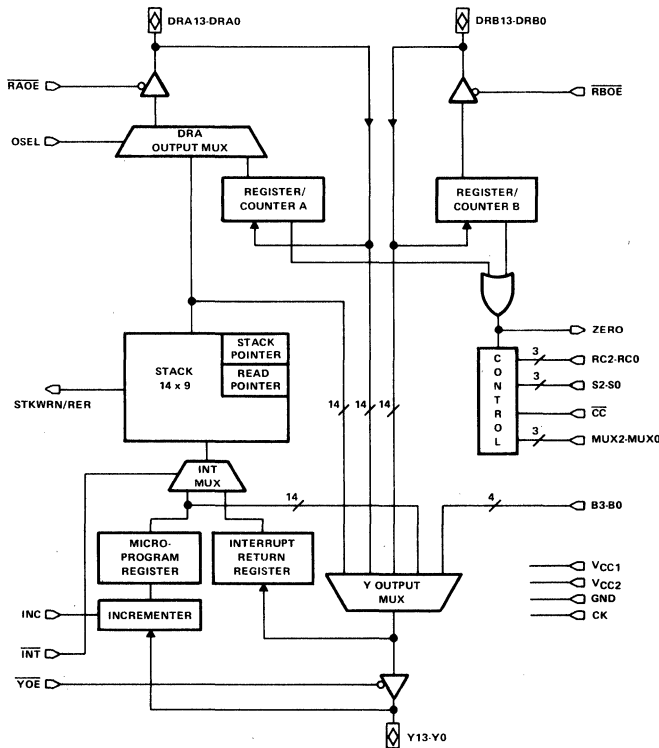 DRA13-DRA0
DRB13-DRB0
RAOE
RBOE
OSEL
DRA
OUTPUT MUX
REGISTER/
COUNTER A
REGISTER/
COUNTER B
STACK
14 x 9
STACK
POINTER
READ
POINTER
ZERO
CONTROL
3
RC2-RC0
3
S2-S0
CC
3
MUX2-MUX0
STKWRN/RER
14
14
14
INT
MUX
14
4
B3-B0
MICRO-
PROGRAM
REGISTER
INTERRUPT
RETURN
REGISTER
Y OUTPUT
MUX
VCC1
VCC2
GND
CK
INC
INCREMENTER
INT
YOE
Y13-Y0